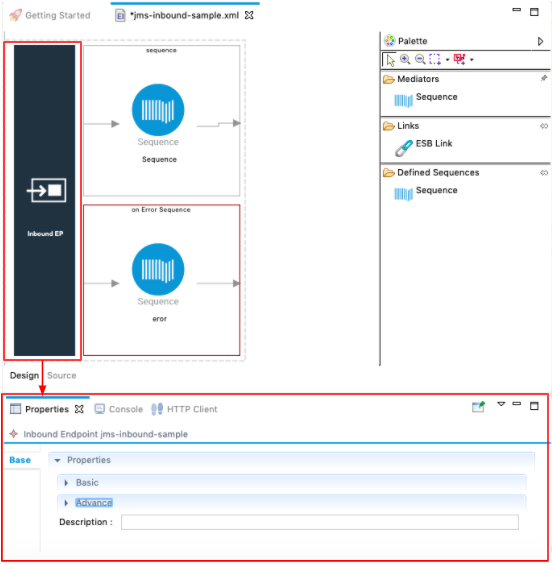 Getting Started
*jms-inbound-sample.xml
sequence
Sequence
Sequence
Inbound EP
on Error Sequence
Sequence
eror
Palette
Mediators
Sequence
Links
ESB Link
Defined Sequences
Sequence
Design
Source
Properties
Console
HTTP Client
Inbound Endpoint jms-inbound-sample
Base
Properties
Basic
Advance
Description :